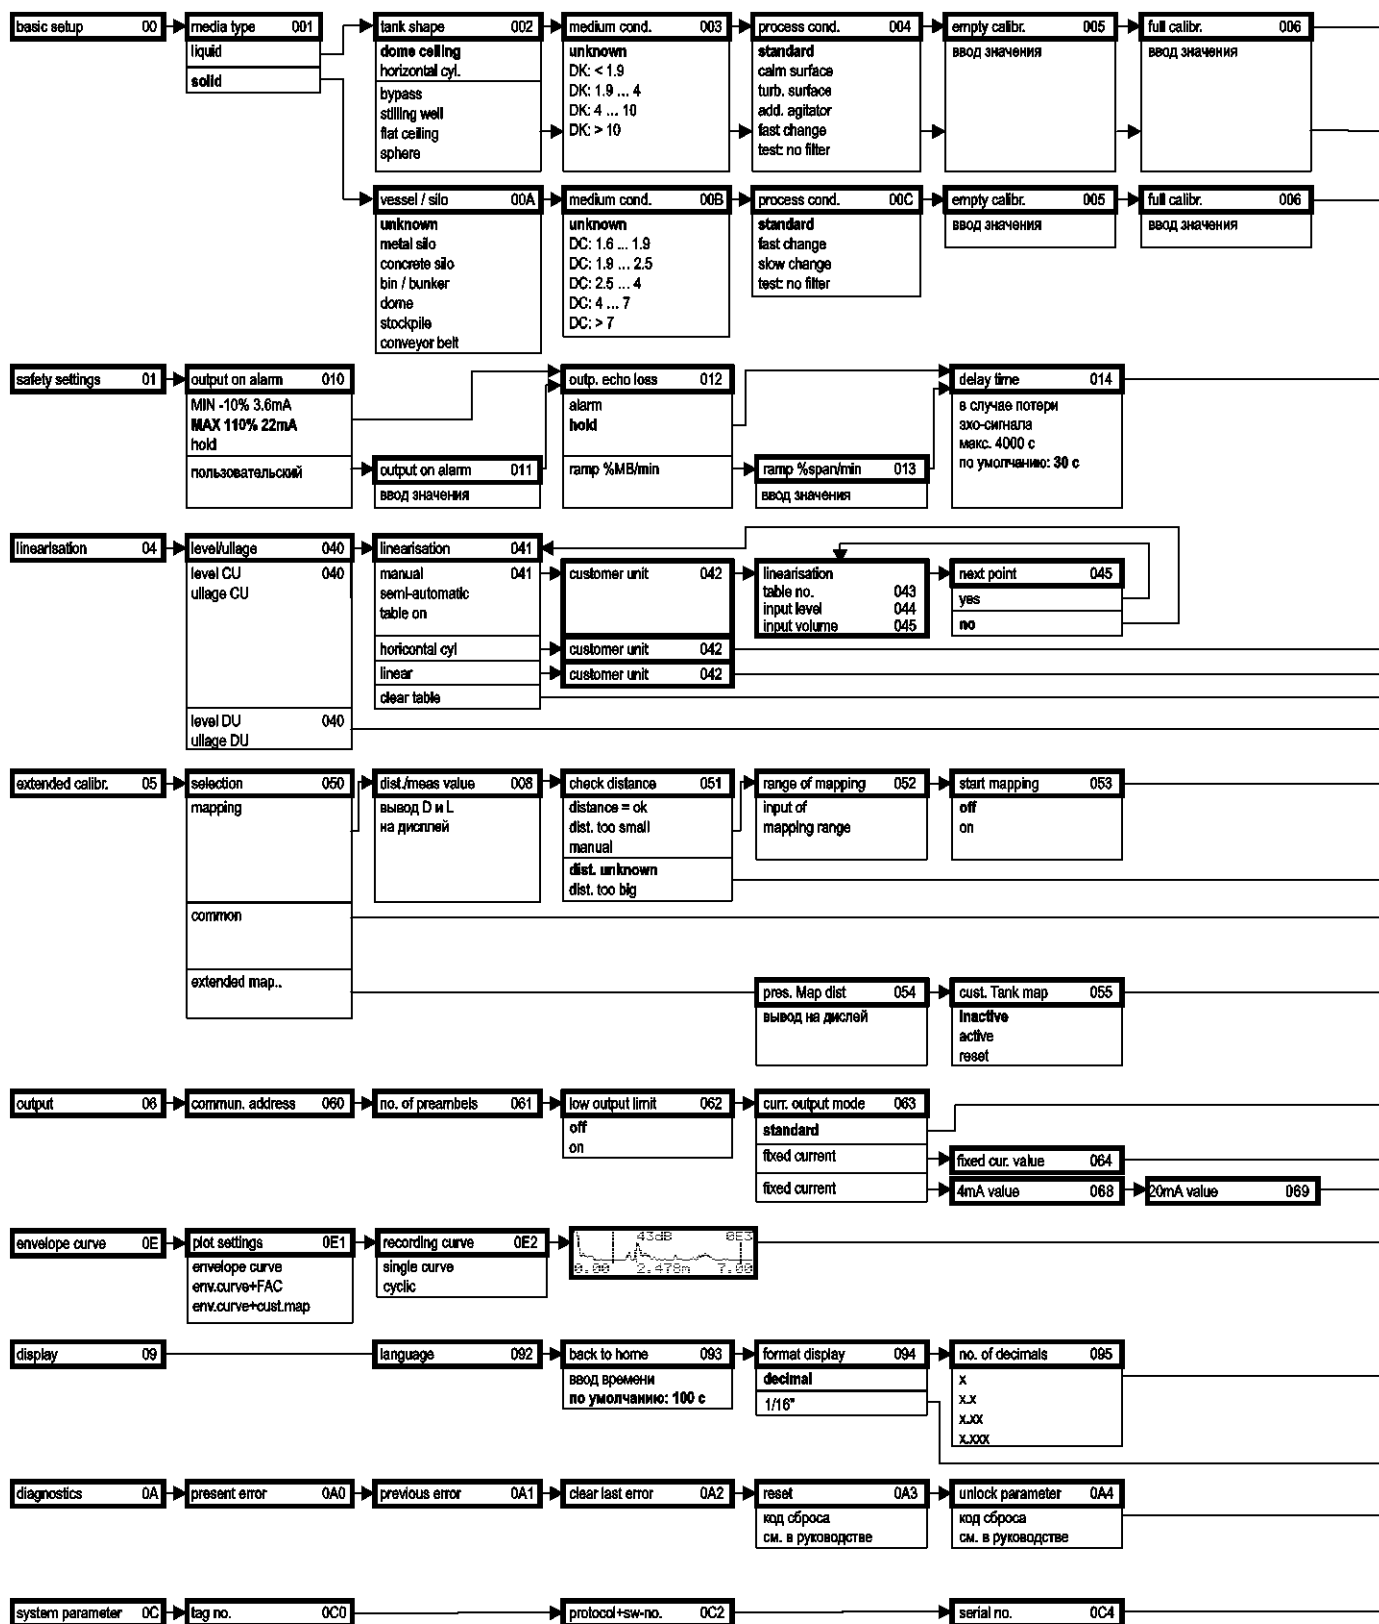 basic setup 00
media type 001
liquid
solid
tank shape 002
dome ceiling
horizontal cyl.
bypass
stilling well
flat ceiling
sphere
medium cond. 003
unknown
DK: < 1.9
DK: 1.9 ... 4
DK: 4 ... 10
DK: > 10
process cond. 004
standard
calm surface
turb. surface
add. agitator
fast change
test: no filter
empty calibr. 005
ввод значения
full calibr. 006
ввод значения
vessel / silo 00A
unknown
metal silo
concrete silo
bin / bunker
dome
stockpile
conveyor belt
medium cond. 00B
unknown
DC: 1.6 ... 1.9
DC: 1.9 ... 2.5
DC: 2.5 ... 4
DC: 4 ... 7
DC: > 7
process cond. 00C
standard
fast change
slow change
test: no filter
empty calibr. 005
ввод значения
full calibr. 006
ввод значения
safety settings 01
output on alarm 010
MIN -10% 3.6mA
MAX 110% 22mA
hold
пользовательский
output on alarm 011
ввод значения
outp. echo loss 012
alarm
hold
ramp %MB/min
ramp %span/min 013
ввод значения
delay time 014
в случае потери
эхо-сигнала
макс. 4000 с
по умолчанию: 30 с
linearisation 04
level/ullage 040
level CU 040
ullage CU
level DU 040
ullage DU
linearisation 041
manual 041
semi-automatic
table on
horicontal cyl
linear
clear table
customer unit 042
customer unit 042
customer unit 042
linearisation
table no. 043
input level 044
input volume 045
next point 045
yes
no
extended calibr. 05
selection 050
mapping
common
extended map..
dist./meas value 008
вывод D и L
на дисплей
check distance 051
distance = ok
dist. too small
manual
dist. unknown
dist. too big
range of mapping 052
input of
mapping range
start mapping 053
off
on
pres. Map dist 054
вывод на дислей
cust. Tank map 055
inactive
active
reset
output 06
commun. address 060
no. of preambels 061
low output limit 062
off
on
curr. output mode 063
standard
fixed current
fixed current
fixed cur. value 064
4mA value 068
20mA value 069
envelope curve 0E
plot settings 0E1
envelope curve
env.curve+FAC
env.curve+cust.map
recording curve 0E2
single curve
cyclic
43dB 0E3
0.00 2.478m 7.00
display 09
language 092
back to home 093
ввод времени
по умолчанию: 100 с
format display 094
decimal
1/16"
no. of decimals 095
x
x.x
x.xx
x.xxx
diagnostics 0A
present error 0A0
previous error 0A1
clear last error 0A2
reset 0A3
код сброса
см. в руководстве
unlock parameter 0A4
код сброса
см. в руководстве
system parameter 0C
tag no. 0C0
protocol+sw-no. 0C2
serial no. 0C4